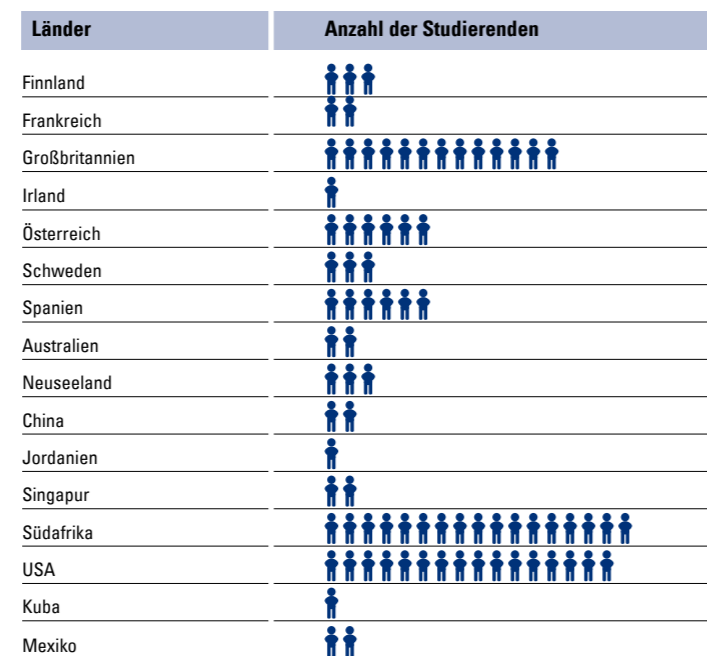 Länder Anzahl der Studierenden
Finnland
Frankreich
Großbritannien
Irland
Österreich
Schweden
Spanien
Australien
Neuseeland
China
Jordanien
Singapur
Südafrika
USA
Kuba
Mexiko